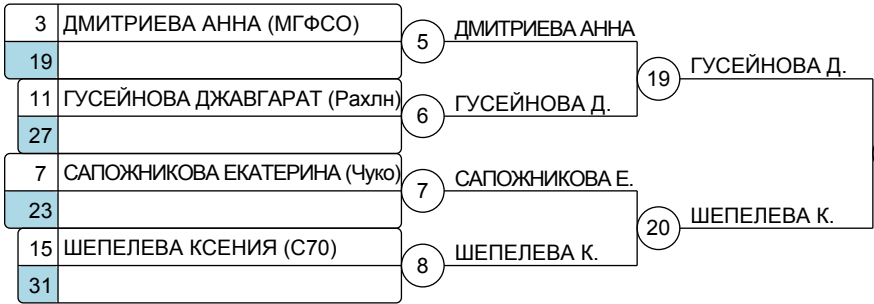 3 ДМИТРИЕВА АННА (МГФСО)
19
5 ДМИТРИЕВА АННА
11 ГУСЕЙНОВА ДЖАВГАРАТ (Рахлн)
27
6 ГУСЕЙНОВА Д.
19 ГУСЕЙНОВА Д.
7 САПОЖНИКОВА ЕКАТЕРИНА (Чуко)
23
7 САПОЖНИКОВА Е.
15 ШЕПЕЛЕВА КСЕНИЯ (С70)
31
8 ШЕПЕЛЕВА К.
20 ШЕПЕЛЕВА К.